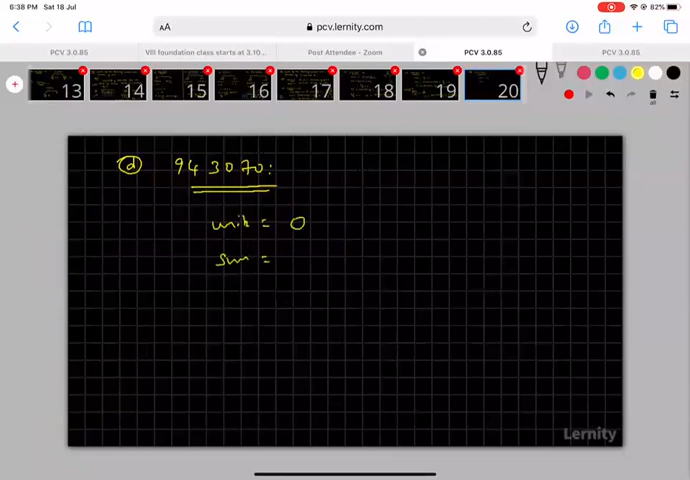 6:38 PM Sat 18 Jul
82%
AA
pcv.lernity.com
PCV 3.0.85
VIII foundation class starts at 3.10...
Post Attendee - Zoom
PCV 3.0.85
PCV 3.0.85
13
14
15
16
17
18
19
20
all
d 943070:
unit = 0
sum =
Lernity